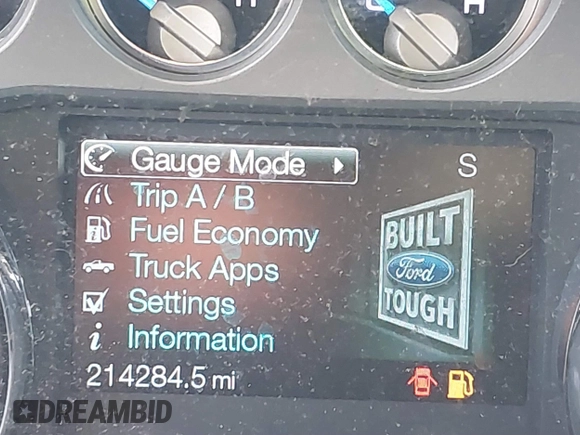 H
H
Gauge Mode
S
Trip A / B
Fuel Economy
Truck Apps
Settings
i Information
BUILT
Ford
TOUGH
214284.5 mi
DREAMBID